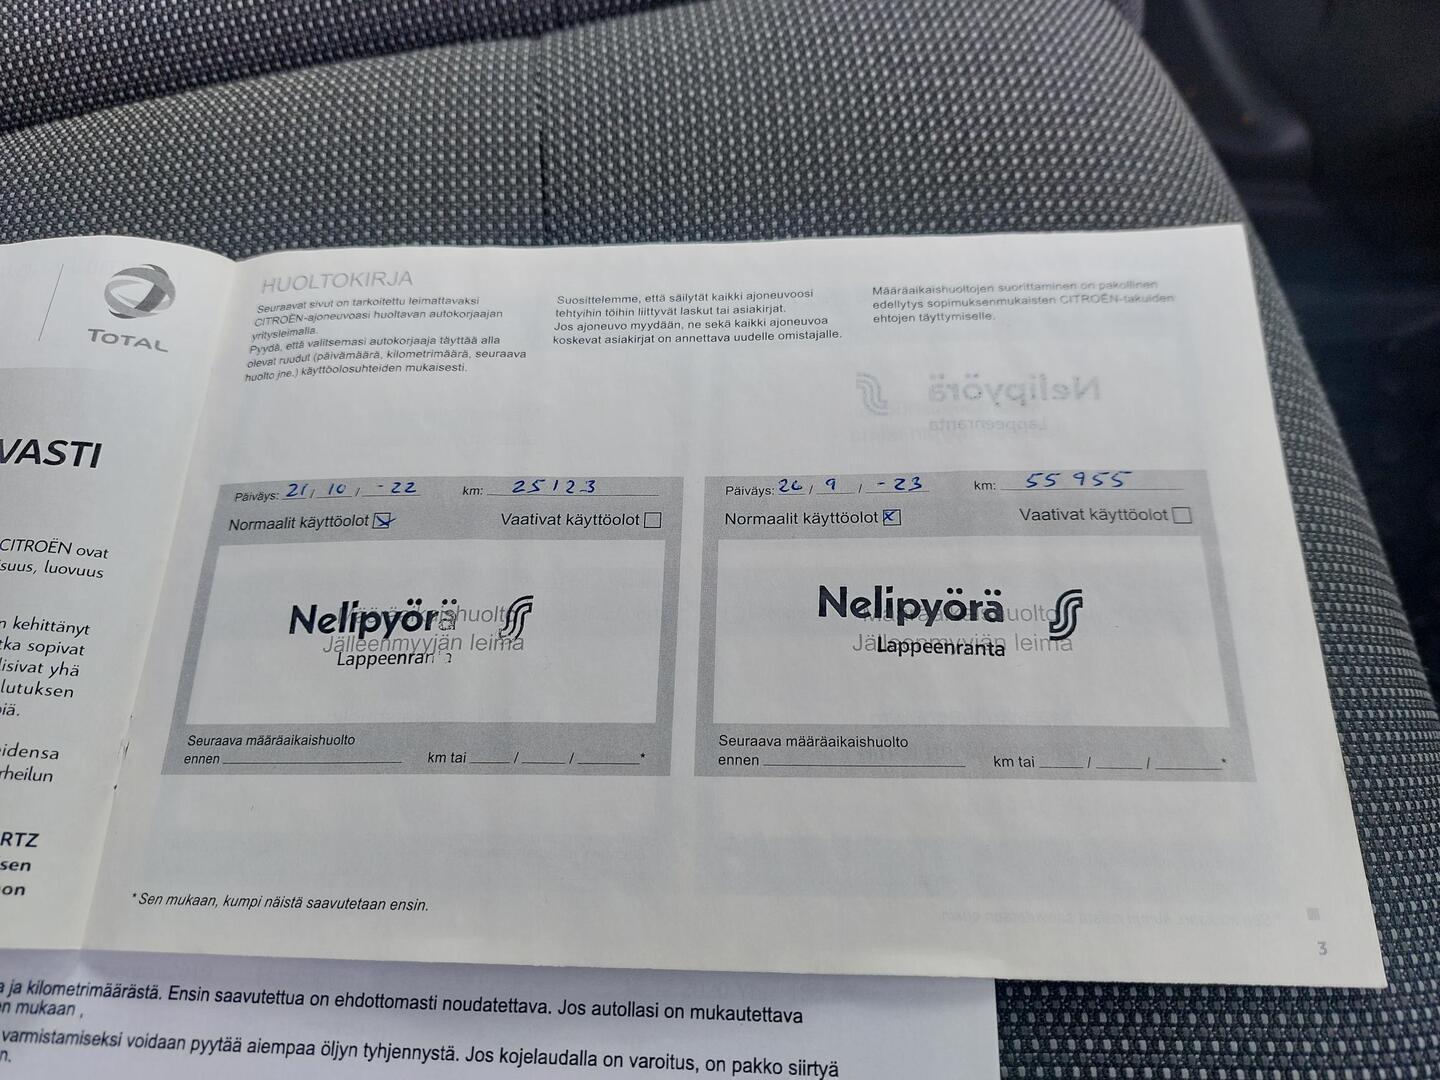 TOTAL
VASTI
CITROËN ovat
suus, luovuus
n kehittänyt
tka sopivat
lisivat yhä
lutuksen
iä.
eidensa
rheilun
RTZ
sen
on
HUOLTOKIRJA
Seuraavat sivut on tarkoitettu leimattavaksi
CITROËN-ajoneuvoasi huoltavan autokorjaajan
yritysleimalla.
Pyydä, että valitsemasi autokorjaaja täyttää alla
olevat ruudut (päivämäärä, kilometrimäärä, seuraava
huolto jne.) käyttöolosuhteiden mukaisesti.
Suosittelemme, että säilytät kaikki ajoneuvoosi
tehtyihin töihin liittyvät laskut tai asiakirjat.
Jos ajoneuvo myydään, ne sekä kaikki ajoneuvoa
koskevat asiakirjat on annettava uudelle omistajalle.
Määräaikaishuoltojen suorittaminen on pakollinen
edellytys sopimuksenmukaisten CITROËN-takuiden
ehtojen täyttymiselle.
Päiväys: 21 / 10 / -22 km: 25123
Normaalit käyttöolot Vaativat käyttöolot
Määräaikaishuolto
Nelipyörä
Jälleenmyyjän leima
Lappeenranta
Seuraava määräaikaishuolto
ennen km tai / / *
Päiväys: 26 / 9 / -23 km: 55955
Normaalit käyttöolot Vaativat käyttöolot
Nelipyörä
Määräaikaishuolto
Jälleenmyyjän leima
Lappeenranta
Seuraava määräaikaishuolto
ennen km tai / / *
* Sen mukaan, kumpi näistä saavutetaan ensin.
3
a ja kilometrimäärästä. Ensin saavutettua on ehdottomasti noudatettava. Jos autollasi on mukautettava
n mukaan ,
varmistamiseksi voidaan pyytää aiempaa öljyn tyhjennystä. Jos kojelaudalla on varoitus, on pakko siirtyä
n.